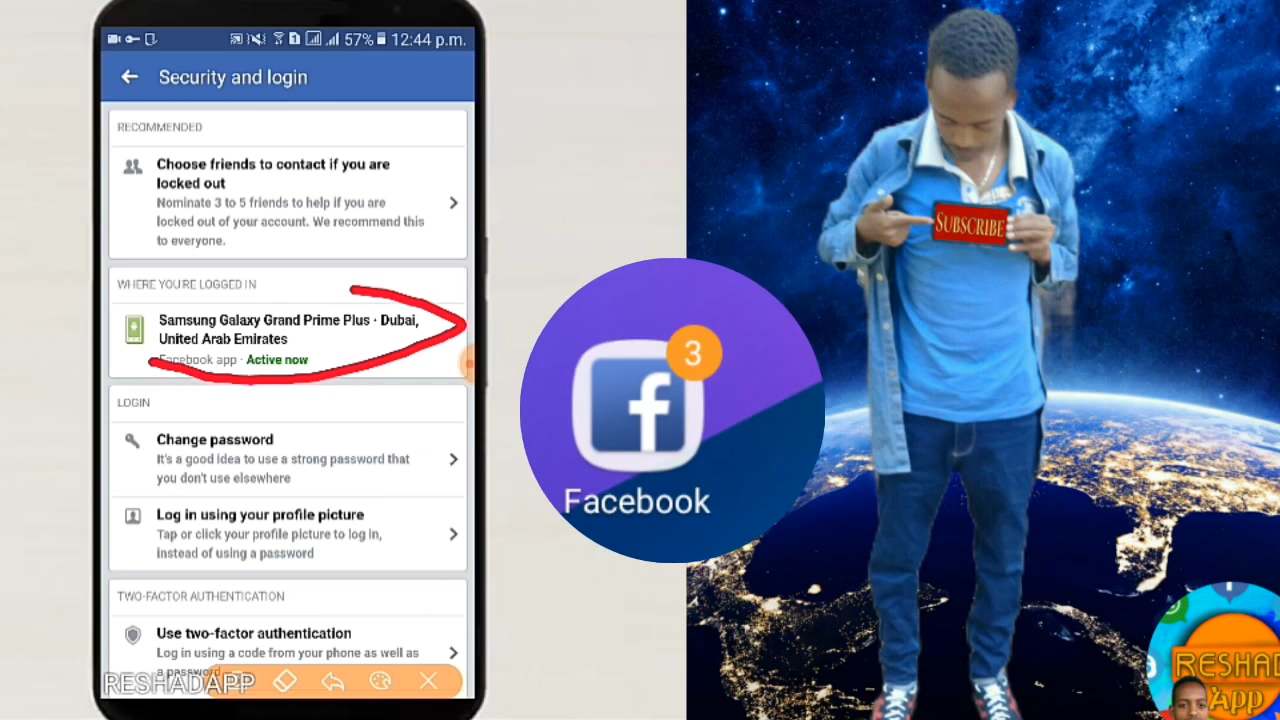 57% 12:44 p.m.
Security and login
RECOMMENDED
Choose friends to contact if you are
locked out
Nominate 3 to 5 friends to help if you are
locked out of your account. We recommend this
to everyone.
WHERE YOU'RE LOGGED IN
Samsung Galaxy Grand Prime Plus · Dubai,
United Arab Emirates
Facebook app · Active now
LOGIN
Change password
It's a good idea to use a strong password that
you don't use elsewhere
Log in using your profile picture
Tap or click your profile picture to log in,
instead of using a password
TWO-FACTOR AUTHENTICATION
Use two-factor authentication
Log in using a code from your phone as well as
a password
RESHADAPP
3
f
Facebook
SUBSCRIBE
RESHAD
አpp